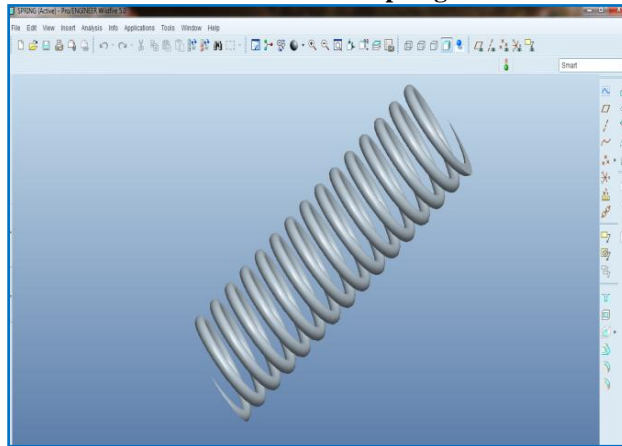 SPRING (Active) - Pro/ENGINEER Wildfire 5.0
File Edit View Insert Analysis Info Applications Tools Window Help
Smart